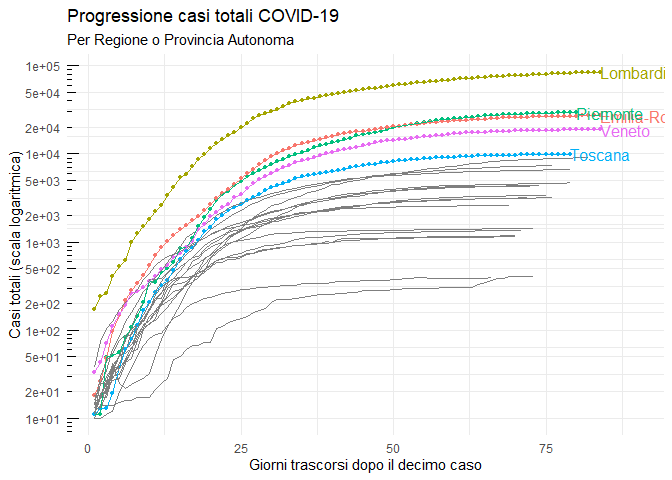 Progressione casi totali COVID-19
Per Regione o Provincia Autonoma
Casi totali (scala logaritmica)
1e+05
5e+04
2e+04
1e+04
5e+03
2e+03
1e+03
5e+02
2e+02
1e+02
5e+01
2e+01
1e+01
Lombardi
Piemonte
Emilia-Ro
Veneto
Toscana
0
25
50
75
Giorni trascorsi dopo il decimo caso